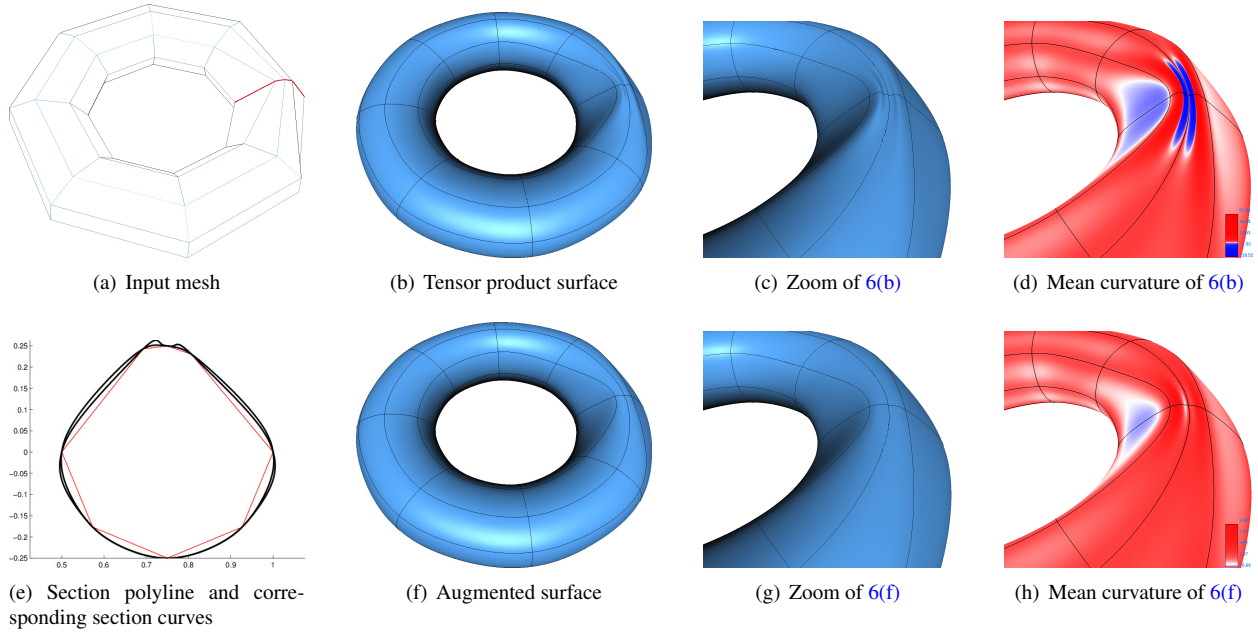 (a) Input mesh
(b) Tensor product surface
(c) Zoom of 6(b)
(d) Mean curvature of 6(b)
0.25
0.2
0.15
0.1
0.05
0
−0.05
−0.1
−0.15
−0.2
−0.25
0.5 0.6 0.7 0.8 0.9 1
(e) Section polyline and corre-
sponding section curves
(f) Augmented surface
(g) Zoom of 6(f)
(h) Mean curvature of 6(f)